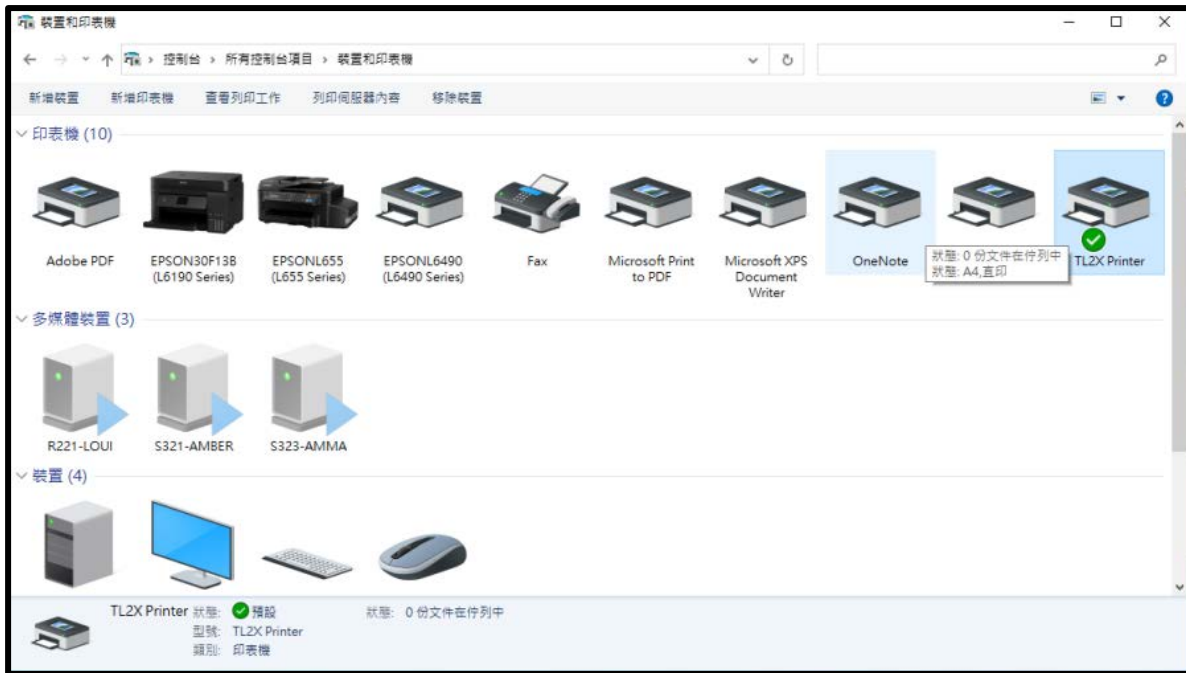 裝置和印表機
控制台 › 所有控制台項目 › 裝置和印表機
新增裝置 新增印表機 查看列印工作 列印伺服器內容 移除裝置
印表機 (10)
Adobe PDF
EPSON30F13B
(L6190 Series)
EPSONL655
(L655 Series)
EPSONL6490
(L6490 Series)
Fax
Microsoft Print
to PDF
Microsoft XPS
Document
Writer
OneNote
狀態: 0 份文件在佇列中
狀態: A4,直印
TL2X Printer
多媒體裝置 (3)
R221-LOUI
S321-AMBER
S323-AMMA
裝置 (4)
TL2X Printer 狀態: 預設 狀態: 0 份文件在佇列中
型號: TL2X Printer
類別: 印表機